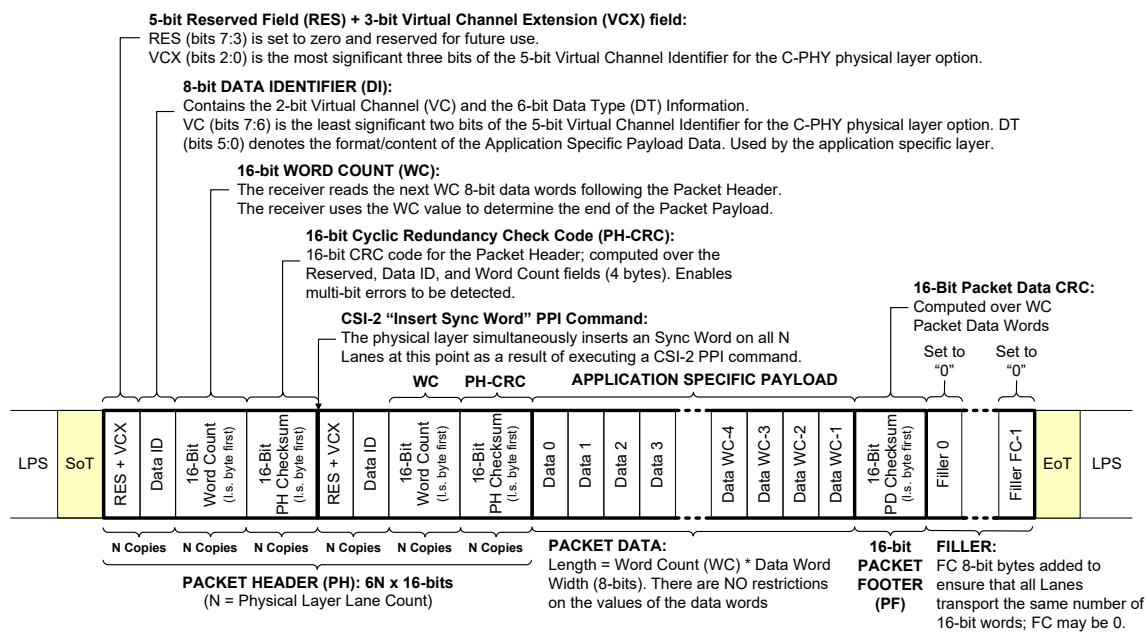 5-bit Reserved Field (RES) + 3-bit Virtual Channel Extension (VCX) field:
RES (bits 7:3) is set to zero and reserved for future use.
VCX (bits 2:0) is the most significant three bits of the 5-bit Virtual Channel Identifier for the C-PHY physical layer option.
8-bit DATA IDENTIFIER (DI):
Contains the 2-bit Virtual Channel (VC) and the 6-bit Data Type (DT) Information.
VC (bits 7:6) is the least significant two bits of the 5-bit Virtual Channel Identifier for the C-PHY physical layer option. DT
(bits 5:0) denotes the format/content of the Application Specific Payload Data. Used by the application specific layer.
16-bit WORD COUNT (WC):
The receiver reads the next WC 8-bit data words following the Packet Header.
The receiver uses the WC value to determine the end of the Packet Payload.
16-bit Cyclic Redundancy Check Code (PH-CRC):
16-bit CRC code for the Packet Header; computed over the
Reserved, Data ID, and Word Count fields (4 bytes). Enables
multi-bit errors to be detected.
16-Bit Packet Data CRC:
Computed over WC
Packet Data Words
CSI-2 “Insert Sync Word” PPI Command:
The physical layer simultaneously inserts an Sync Word on all N
Lanes at this point as a result of executing a CSI-2 PPI command.
Set to
“0”
Set to
“0”
WC
PH-CRC
APPLICATION SPECIFIC PAYLOAD
LPS
SoT
RES + VCX
Data ID
16-Bit
Word Count
(l.s. byte first)
16-Bit
PH Checksum
(l.s. byte first)
RES + VCX
Data ID
16-Bit
Word Count
(l.s. byte first)
16-Bit
PH Checksum
(l.s. byte first)
Data 0
Data 1
Data 2
Data 3
Data WC-4
Data WC-3
Data WC-2
Data WC-1
16-Bit
PD Checksum
(l.s. byte first)
Filler 0
Filler FC-1
EoT
LPS
N Copies
N Copies
N Copies
N Copies
N Copies
N Copies
PACKET HEADER (PH): 6N x 16-bits
(N = Physical Layer Lane Count)
PACKET DATA:
Length = Word Count (WC) * Data Word
Width (8-bits). There are NO restrictions
on the values of the data words
16-bit
PACKET
FOOTER
(PF)
FILLER:
FC 8-bit bytes added to
ensure that all Lanes
transport the same number of
16-bit words; FC may be 0.